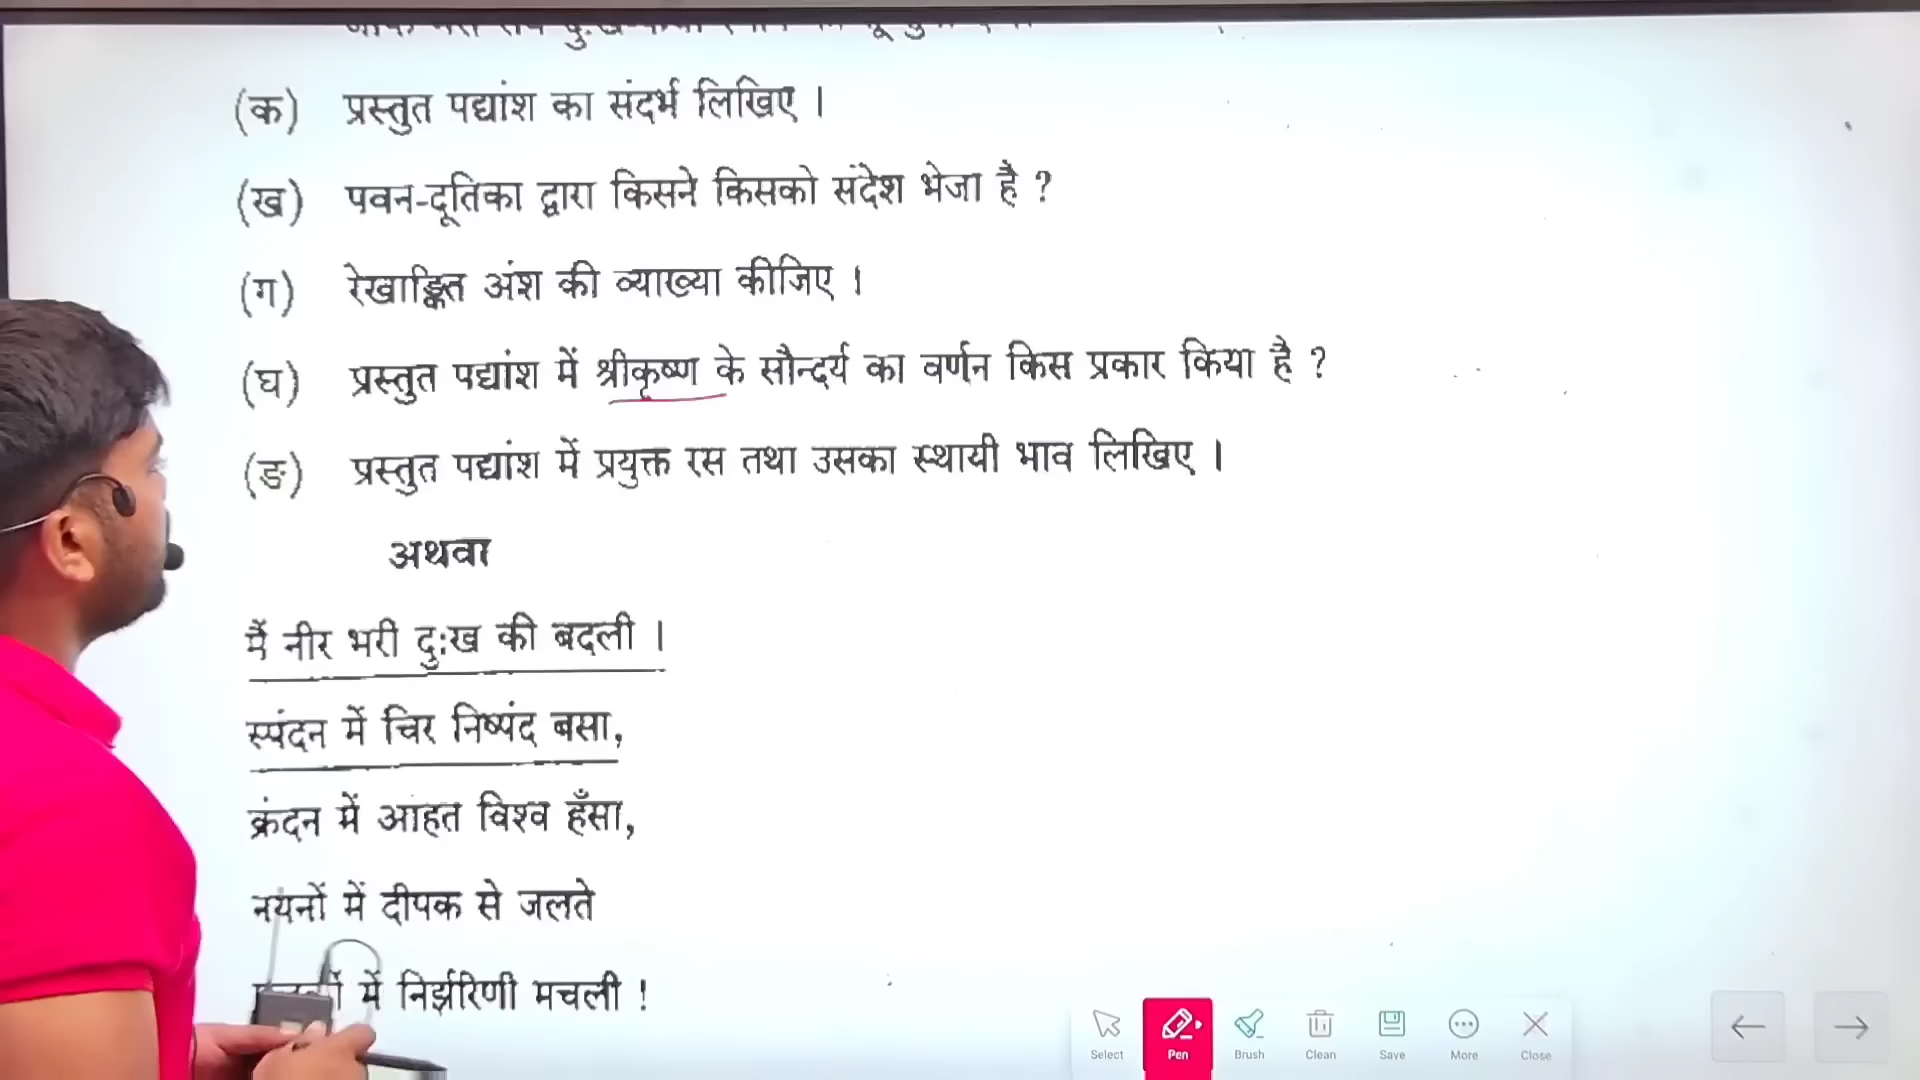 (क) प्रस्तुत पद्यांश का संदर्भ लिखिए ।
(ख) पवन-दूतिका द्वारा किसने किसको संदेश भेजा है ?
(ग) रेखाङ्कित अंश की व्याख्या कीजिए ।
(घ) प्रस्तुत पद्यांश में श्रीकृष्ण के सौन्दर्य का वर्णन किस प्रकार किया है ?
(ङ) प्रस्तुत पद्यांश में प्रयुक्त रस तथा उसका स्थायी भाव लिखिए ।
अथवा
मैं नीर भरी दुःख की बदली ।
स्पंदन में चिर निष्पंद बसा,
क्रंदन में आहत विश्व हँसा,
नयनों में दीपक से जलते
में निर्झरिणी मचली !
Select Pen Brush Clean Save More Close